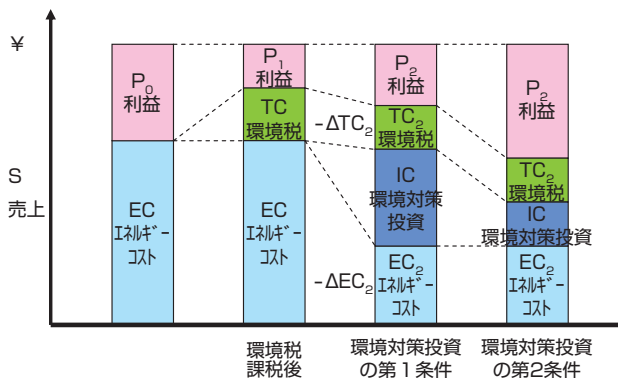 ¥
S
売上
P₀
利益
EC
エネルギー
コスト
P₁
利益
TC
環境税
EC
エネルギー
コスト
環境税
課税後
-ΔTC₂
-ΔEC₂
P₂
利益
TC₂
環境税
IC
環境対策
投資
EC₂
エネルギー
コスト
環境対策投資
の第1条件
P₂
利益
TC₂
環境税
IC
環境対策投資
EC₂
エネルギー
コスト
環境対策投資
の第2条件